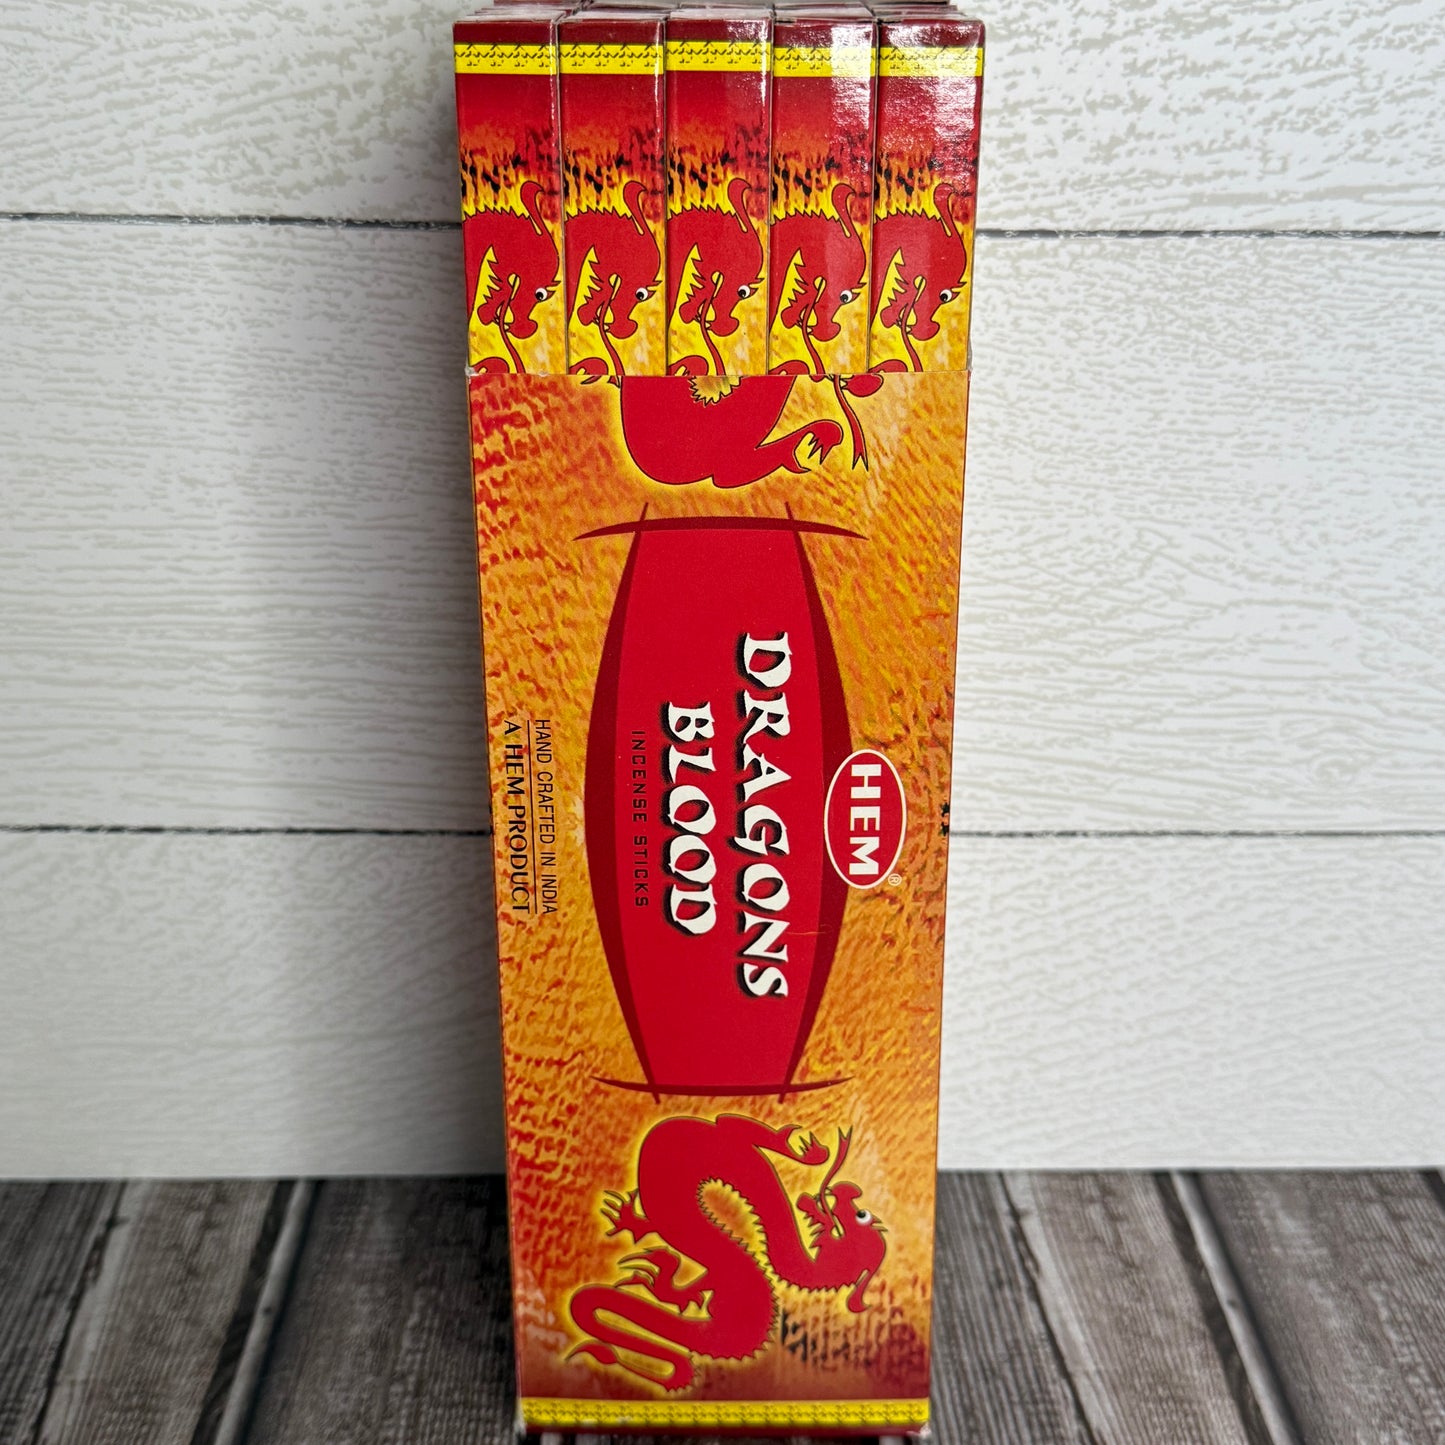 HEM®
DRAGONS
BLOOD
INCENSE STICKS
HAND CRAFTED IN INDIA
A HEM PRODUCT